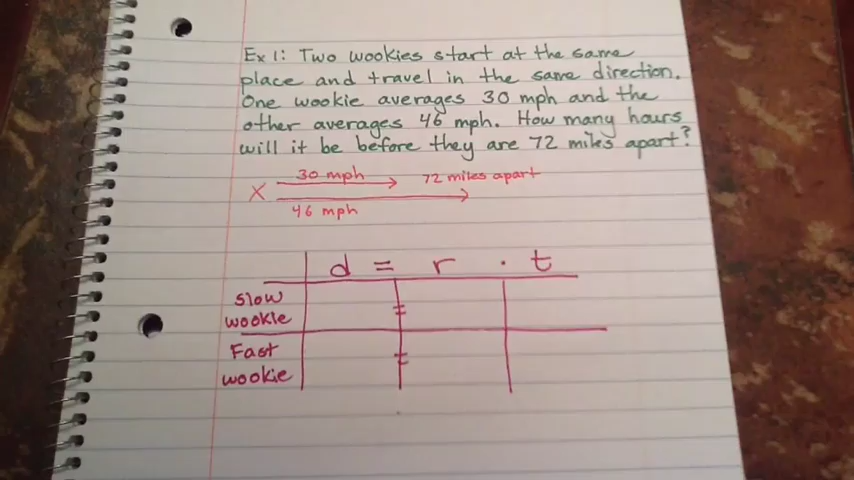 Ex 1: Two wookies start at the same
place and travel in the same direction.
One wookie averages 30 mph and the
other averages 46 mph. How many hours
will it be before they are 72 miles apart?
30 mph 72 miles apart
X
46 mph
d = r · t
slow
wookie =
Fast
wookie =